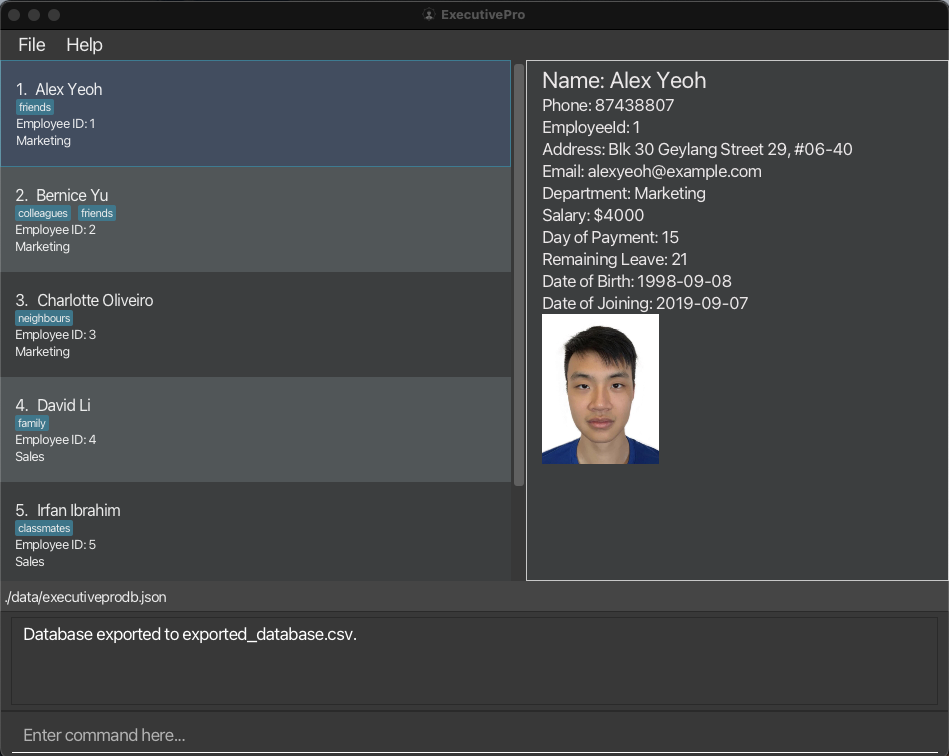 ExecutivePro
File Help
1. Alex Yeoh
friends
Employee ID: 1
Marketing
2. Bernice Yu
colleagues friends
Employee ID: 2
Marketing
3. Charlotte Oliveiro
neighbours
Employee ID: 3
Marketing
4. David Li
family
Employee ID: 4
Sales
5. Irfan Ibrahim
classmates
Employee ID: 5
Sales
Name: Alex Yeoh
Phone: 87438807
EmployeeId: 1
Address: Blk 30 Geylang Street 29, #06-40
Email: alexyeoh@example.com
Department: Marketing
Salary: $4000
Day of Payment: 15
Remaining Leave: 21
Date of Birth: 1998-09-08
Date of Joining: 2019-09-07
./data/executiveprodb.json
Database exported to exported_database.csv.
Enter command here...